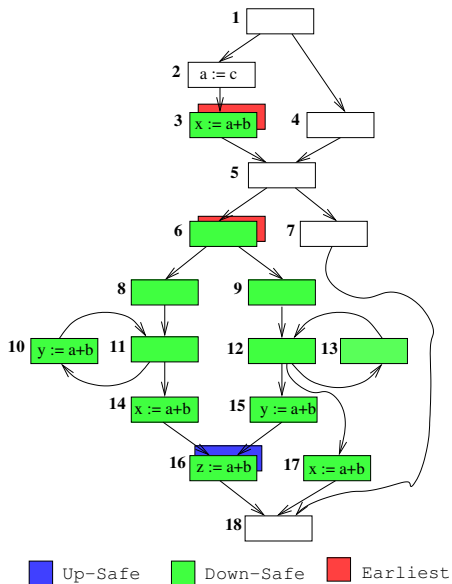 1
2 a := c
3 x := a+b 4
5
6 7
8 9
10 y := a+b 11 12 13
14 x := a+b 15 y := a+b
16 z := a+b 17 x := a+b
18
Up-Safe Down-Safe Earliest